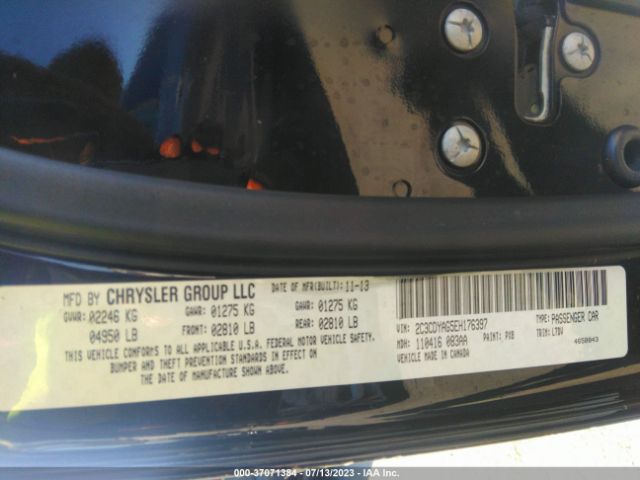 MFD BY CHRYSLER GROUP LLC DATE OF MFR(BUILT): 11-13
GVWR: 02246 KG GAWR: 01275 KG GAWR: 01275 KG
04950 LB FRONT: 02810 LB REAR: 02810 LB
THIS VEHICLE CONFORMS TO ALL APPLICABLE U.S.A. FEDERAL MOTOR VEHICLE SAFETY,
BUMPER AND THEFT PREVENTION STANDARDS IN EFFECT ON
THE DATE OF MANUFACTURE SHOWN ABOVE.
VIN: 2C3CDYAG5EH176397 TYPE: PASSENGER CAR
MDH: 110416 083AA PAINT: PXB TRIM: LTDV
VEHICLE MADE IN CANADA 4650843
000-37071384 / 07/13/2023 / IAA Inc.